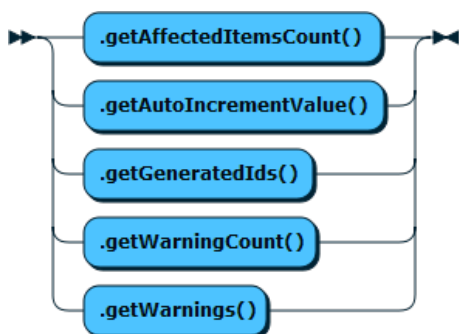 .getAffectedItemsCount()
.getAutoIncrementValue()
.getGeneratedIds()
.getWarningCount()
.getWarnings()